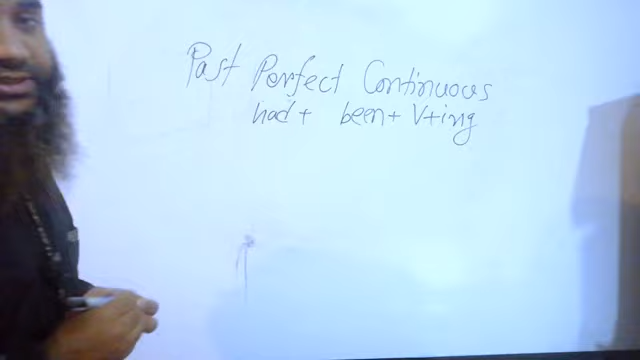 Past Perfect Continuous
had + been + V+ing